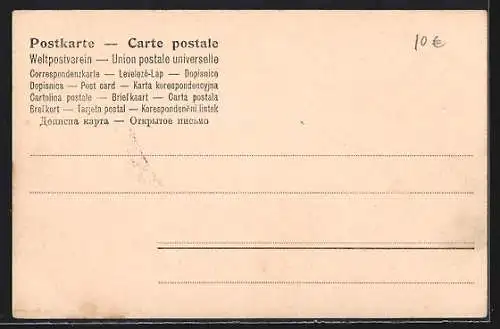 Postkarte — Carte postale
10 €
Weltpostverein — Union postale universelle
Correspondenzkarte — Levelező-Lap — Dopisnico
Dopisnica — Post card — Karta korespondencyjna
Cartolina postale — Briefkaart — Carta postala
Brefkort — Tarjeta postal — Korespondenční lístek
Дописна карта — Открытое письмо